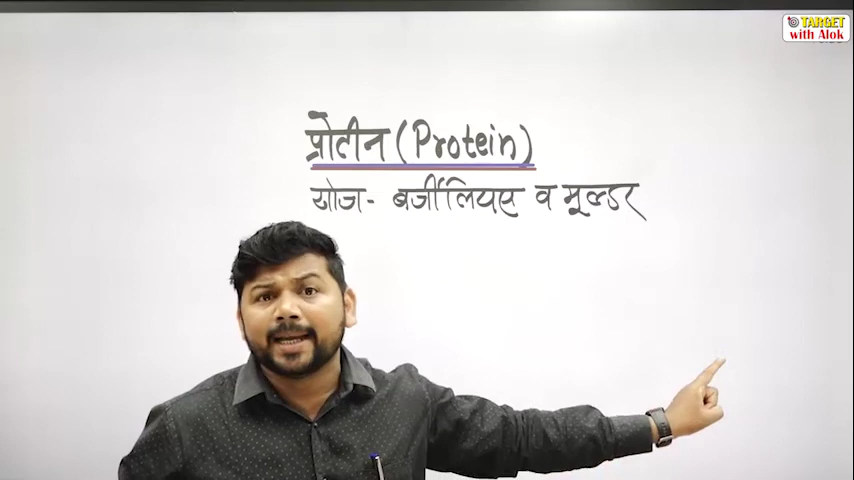 TARGET
with Alok
प्रोटीन (Protein)
खोज- बर्जीलियस व मूल्डर